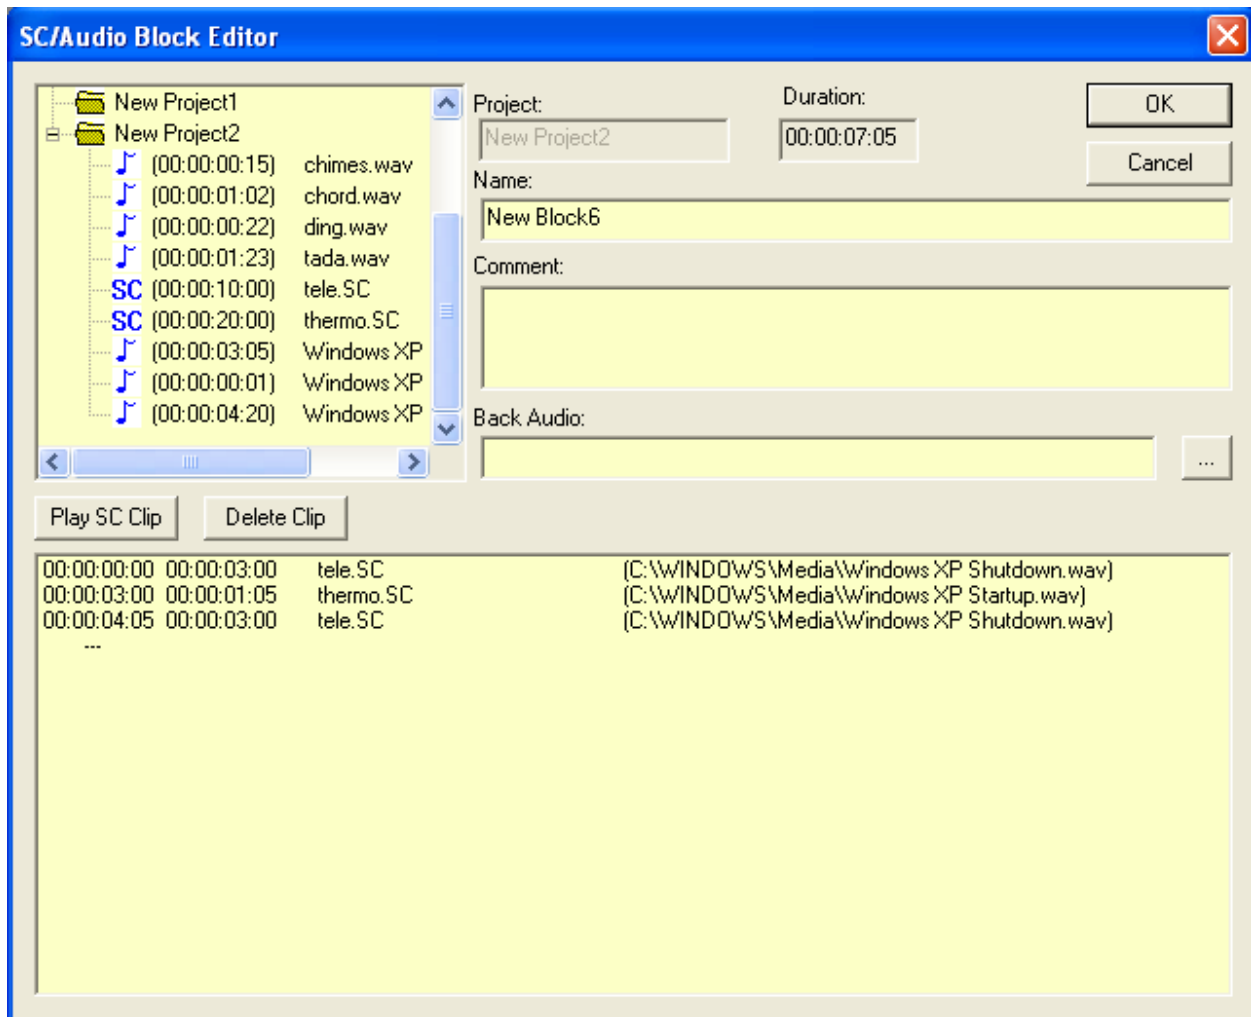 SC/Audio Block Editor
New Project1
New Project2
(00:00:00:15) chimes.wav
(00:00:01:02) chord.wav
(00:00:00:22) ding.wav
(00:00:01:23) tada.wav
SC (00:00:10:00) tele.SC
SC (00:00:20:00) thermo.SC
(00:00:03:05) Windows XP
(00:00:00:01) Windows XP
(00:00:04:20) Windows XP
Project:
New Project2
Duration:
00:00:07:05
OK
Cancel
Name:
New Block6
Comment:
Back Audio:
...
Play SC Clip
Delete Clip
00:00:00:00 00:00:03:00 tele.SC (C:\WINDOWS\Media\Windows XP Shutdown.wav)
00:00:03:00 00:00:01:05 thermo.SC (C:\WINDOWS\Media\Windows XP Startup.wav)
00:00:04:05 00:00:03:00 tele.SC (C:\WINDOWS\Media\Windows XP Shutdown.wav)
---